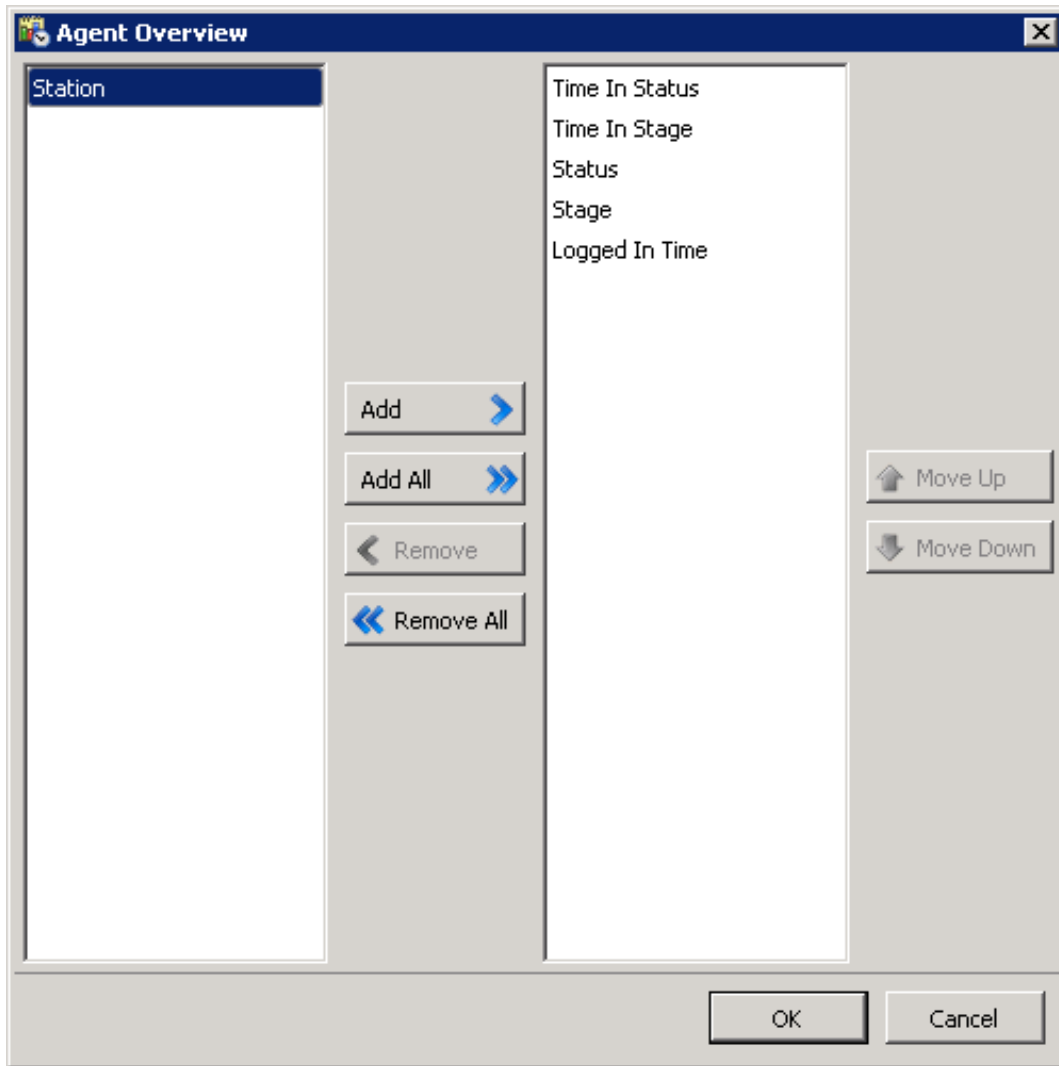 Agent Overview
Station
Time In Status
Time In Stage
Status
Stage
Logged In Time
Add
Add All
Remove
Remove All
Move Up
Move Down
OK
Cancel